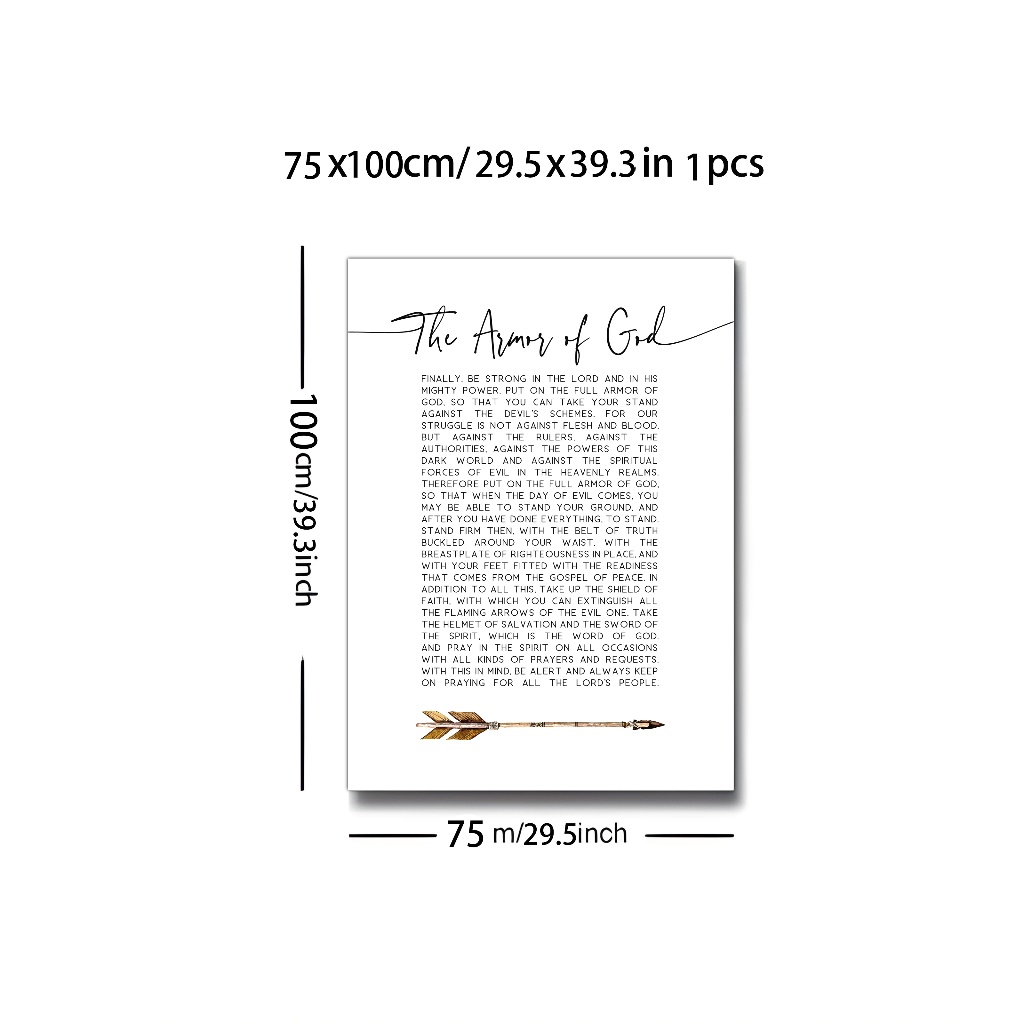 75x100cm/29.5x39.3in 1pcs
100cm/39.3inch
The Armor of God
FINALLY, BE STRONG IN THE LORD AND IN HIS
MIGHTY POWER. PUT ON THE FULL ARMOR OF
GOD, SO THAT YOU CAN TAKE YOUR STAND
AGAINST THE DEVIL'S SCHEMES. FOR OUR
STRUGGLE IS NOT AGAINST FLESH AND BLOOD,
BUT AGAINST THE RULERS, AGAINST THE
AUTHORITIES, AGAINST THE POWERS OF THIS
DARK WORLD AND AGAINST THE SPIRITUAL
FORCES OF EVIL IN THE HEAVENLY REALMS.
THEREFORE PUT ON THE FULL ARMOR OF GOD,
SO THAT WHEN THE DAY OF EVIL COMES, YOU
MAY BE ABLE TO STAND YOUR GROUND, AND
AFTER YOU HAVE DONE EVERYTHING, TO STAND.
STAND FIRM THEN, WITH THE BELT OF TRUTH
BUCKLED AROUND YOUR WAIST, WITH THE
BREASTPLATE OF RIGHTEOUSNESS IN PLACE, AND
WITH YOUR FEET FITTED WITH THE READINESS
THAT COMES FROM THE GOSPEL OF PEACE. IN
ADDITION TO ALL THIS, TAKE UP THE SHIELD OF
FAITH, WITH WHICH YOU CAN EXTINGUISH ALL
THE FLAMING ARROWS OF THE EVIL ONE. TAKE
THE HELMET OF SALVATION AND THE SWORD OF
THE SPIRIT, WHICH IS THE WORD OF GOD.
AND PRAY IN THE SPIRIT ON ALL OCCASIONS
WITH ALL KINDS OF PRAYERS AND REQUESTS.
WITH THIS IN MIND, BE ALERT AND ALWAYS KEEP
ON PRAYING FOR ALL THE LORD'S PEOPLE.
75 m/29.5inch